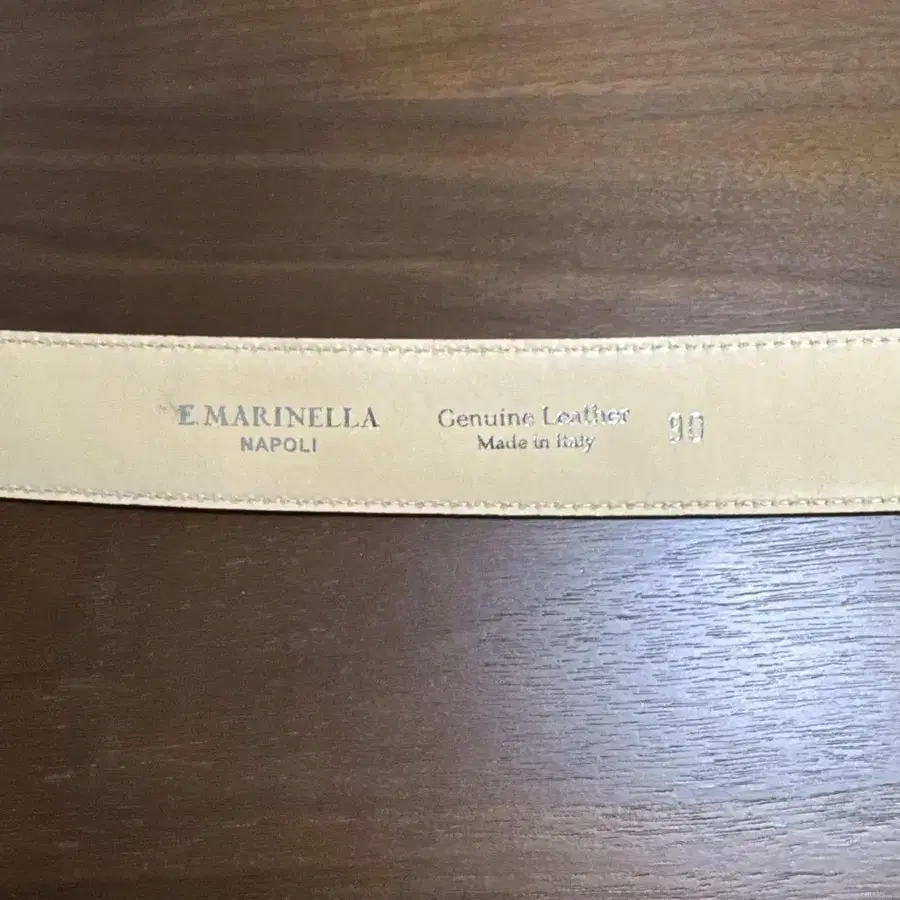 E. MARINELLA
NAPOLI
Genuine Leather
Made in Italy
90